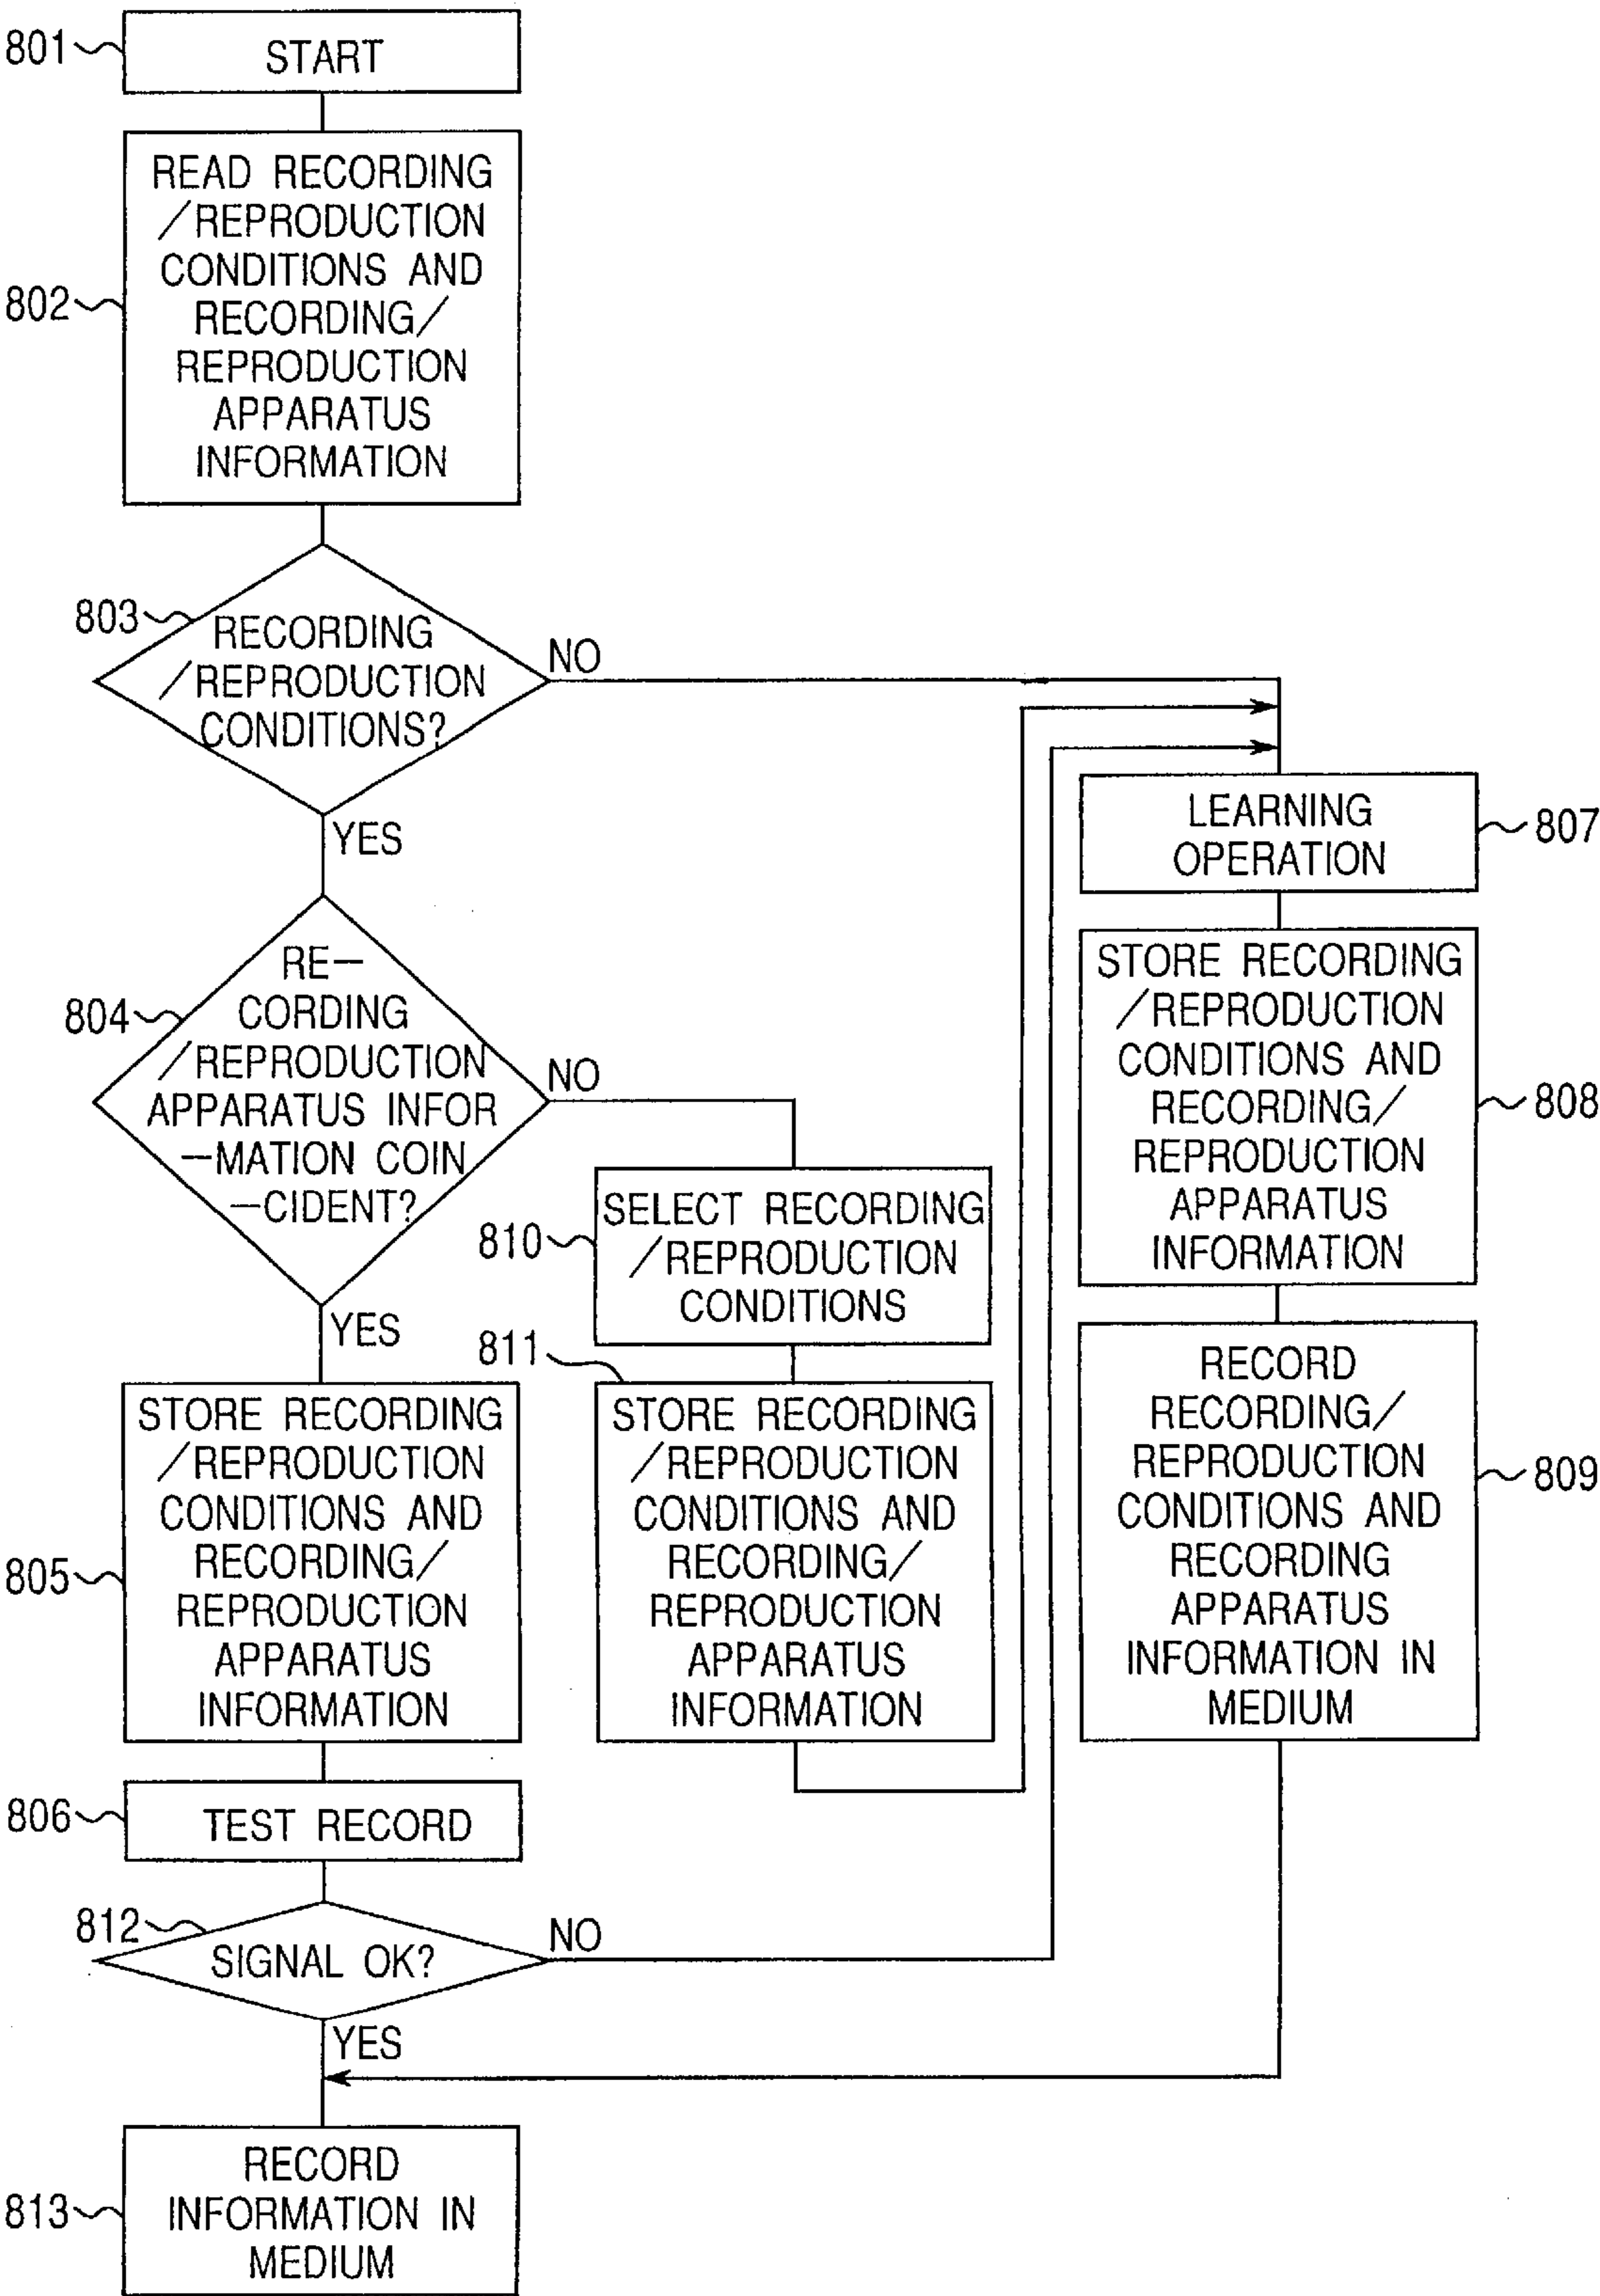 801
START
802
READ RECORDING
/REPRODUCTION
CONDITIONS AND
RECORDING/
REPRODUCTION
APPARATUS
INFORMATION
803
RECORDING
/REPRODUCTION
CONDITIONS?
NO
YES
804
RE-
CORDING
/REPRODUCTION
APPARATUS INFOR
-MATION COIN
-CIDENT?
NO
YES
805
STORE RECORDING
/REPRODUCTION
CONDITIONS AND
RECORDING/
REPRODUCTION
APPARATUS
INFORMATION
806
TEST RECORD
812
SIGNAL OK?
NO
YES
813
RECORD
INFORMATION IN
MEDIUM
810
SELECT RECORDING
/REPRODUCTION
CONDITIONS
811
STORE RECORDING
/REPRODUCTION
CONDITIONS AND
RECORDING/
REPRODUCTION
APPARATUS
INFORMATION
LEARNING
OPERATION
807
STORE RECORDING
/REPRODUCTION
CONDITIONS AND
RECORDING/
REPRODUCTION
APPARATUS
INFORMATION
808
RECORD
RECORDING/
REPRODUCTION
CONDITIONS AND
RECORDING
APPARATUS
INFORMATION IN
MEDIUM
809